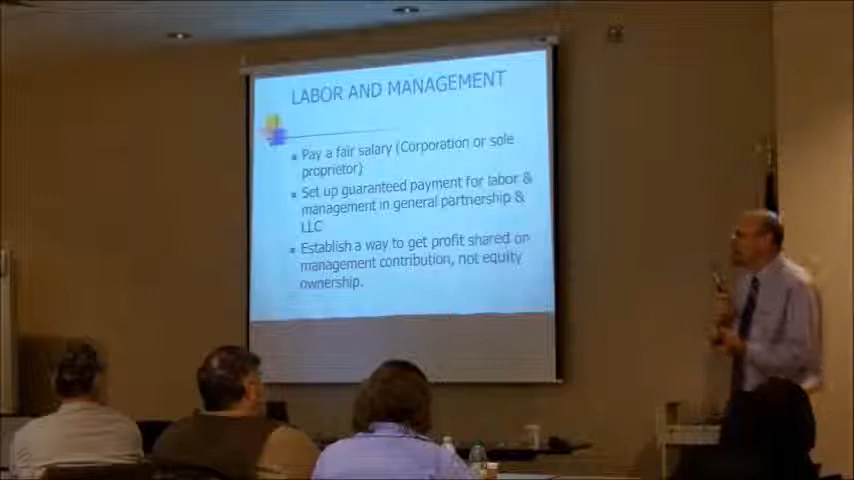 LABOR AND MANAGEMENT
Pay a fair salary (Corporation or sole
proprietor)
Set up guaranteed payment for labor &
management in general partnership &
LLC
Establish a way to get profit shared on
management contribution, not equity
ownership.